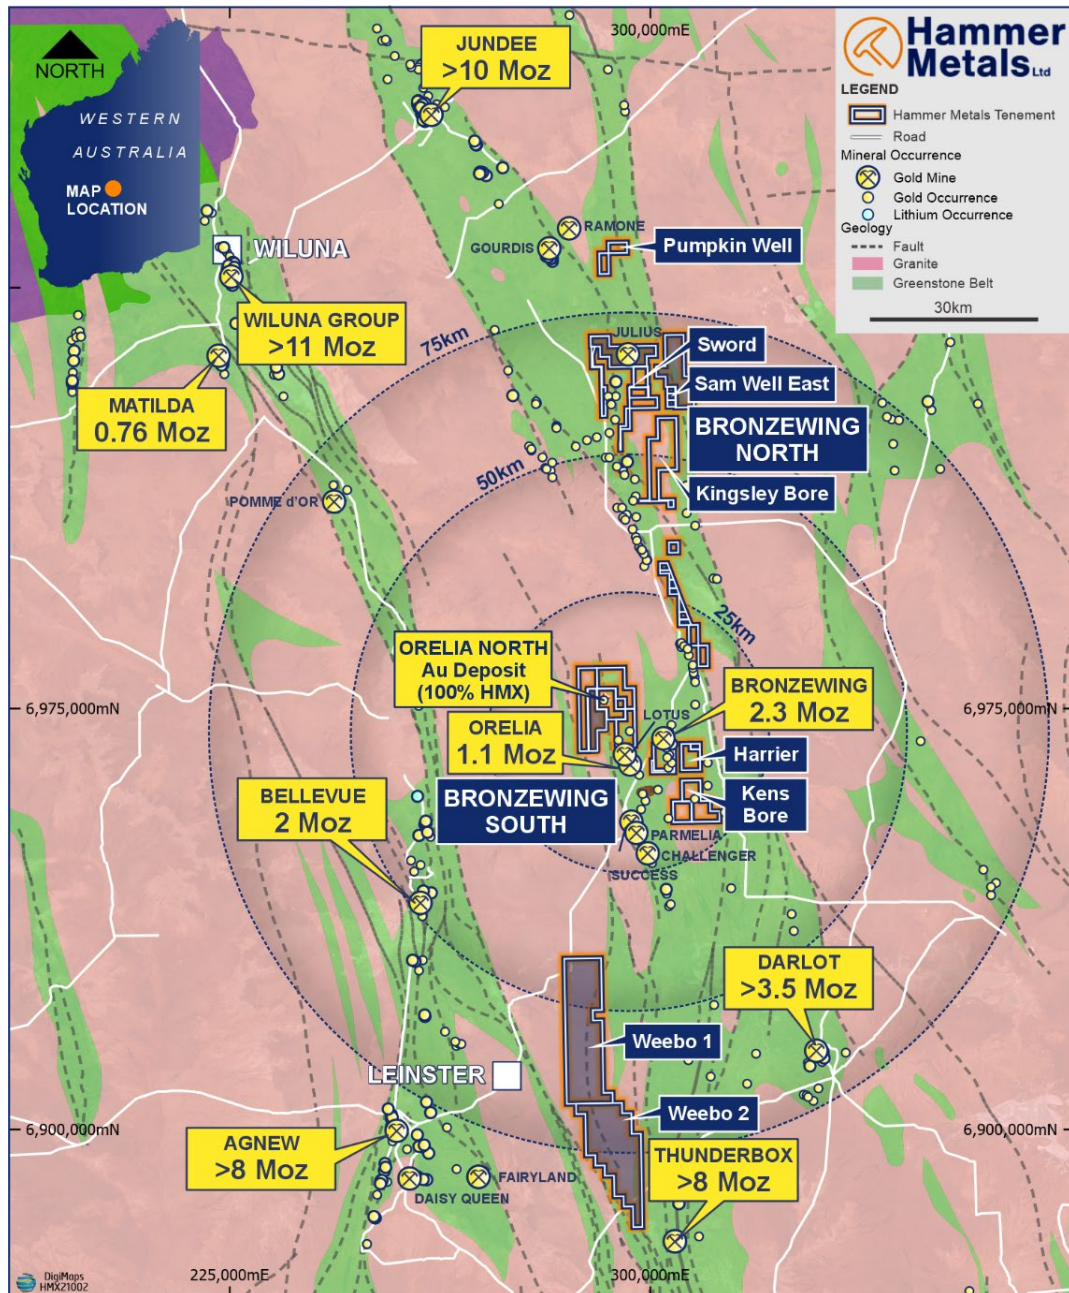 NORTH
WESTERN
AUSTRALIA
MAP
LOCATION
300,000mE
Hammer
Metals Ltd
LEGEND
Hammer Metals Tenement
Road
Mineral Occurrence
Gold Mine
Gold Occurrence
Lithium Occurrence
Geology
Fault
Granite
Greenstone Belt
30km
JUNDEE
>10 Moz
RAMONE
GOURDIS
Pumpkin Well
WILUNA
WILUNA GROUP
>11 Moz
MATILDA
0.76 Moz
75km
JULIUS
Sword
Sam Well East
BRONZEWING
NORTH
50km
Kingsley Bore
POMME d'OR
25km
ORELIA NORTH
Au Deposit
(100% HMX)
BRONZEWING
2.3 Moz
6,975,000mN
6,975,000mN
LOTUS
ORELIA
1.1 Moz
Harrier
BELLEVUE
2 Moz
BRONZEWING
SOUTH
Kens
Bore
PARMELIA
CHALLENGER
SUCCESS
DARLOT
>3.5 Moz
Weebo 1
LEINSTER
Weebo 2
6,900,000mN
6,900,000mN
AGNEW
>8 Moz
THUNDERBOX
>8 Moz
FAIRYLAND
DAISY QUEEN
DigiMaps
HMX21002
225,000mE
300,000mE